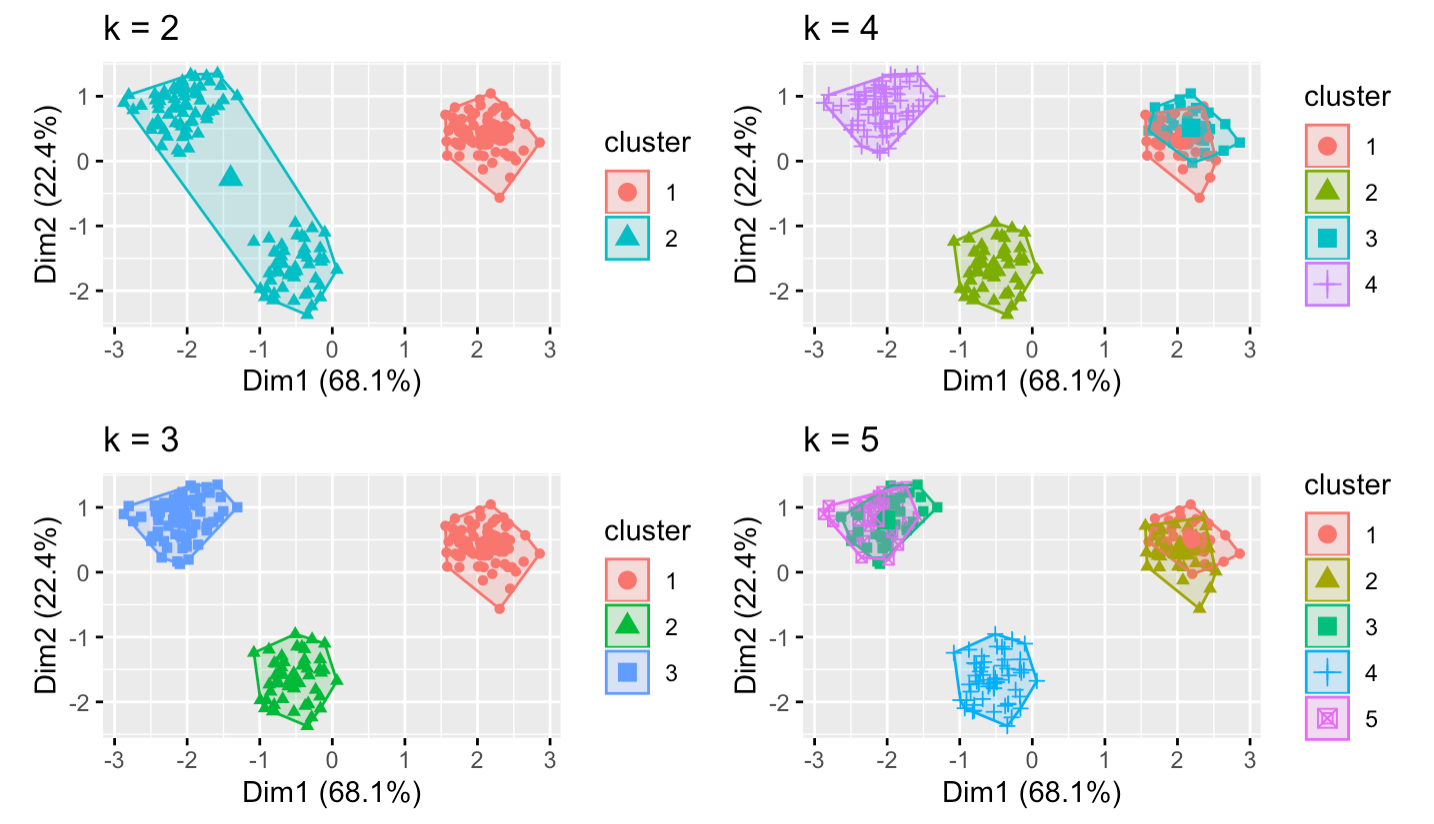 k = 2
1
0
-1
-2
-3 -2 -1 0 1 2 3
Dim1 (68.1%)
Dim2 (22.4%)
cluster
1
2
k = 4
1
0
-1
-2
-3 -2 -1 0 1 2 3
Dim1 (68.1%)
Dim2 (22.4%)
cluster
1
2
3
4
k = 3
1
0
-1
-2
-3 -2 -1 0 1 2 3
Dim1 (68.1%)
Dim2 (22.4%)
cluster
1
2
3
k = 5
1
0
-1
-2
-3 -2 -1 0 1 2 3
Dim1 (68.1%)
Dim2 (22.4%)
cluster
1
2
3
4
5